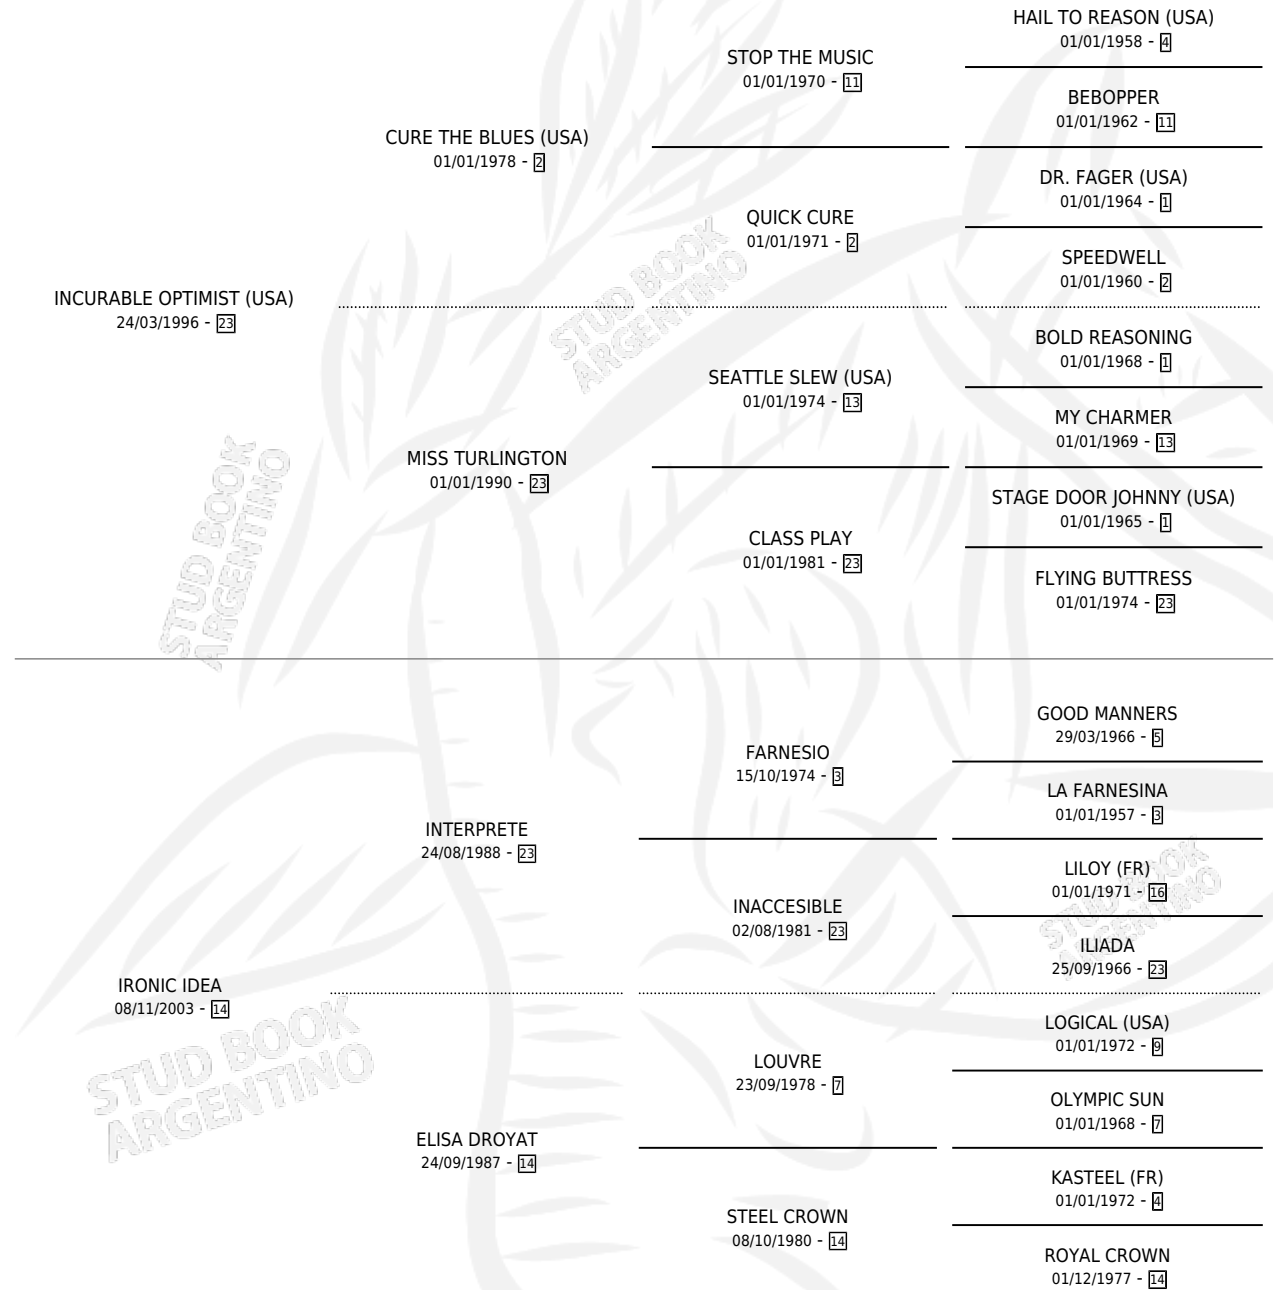 HAIL TO REASON (USA)
01/01/1958 - 4
STOP THE MUSIC
01/01/1970 - 11
BEBOPPER
01/01/1962 - 11
CURE THE BLUES (USA)
01/01/1978 - 2
DR. FAGER (USA)
01/01/1964 - 1
QUICK CURE
01/01/1971 - 2
SPEEDWELL
01/01/1960 - 2
INCURABLE OPTIMIST (USA)
24/03/1996 - 23
BOLD REASONING
01/01/1968 - 1
SEATTLE SLEW (USA)
01/01/1974 - 13
MY CHARMER
01/01/1969 - 13
MISS TURLINGTON
01/01/1990 - 23
STAGE DOOR JOHNNY (USA)
01/01/1965 - 1
CLASS PLAY
01/01/1981 - 23
FLYING BUTTRESS
01/01/1974 - 23
GOOD MANNERS
29/03/1966 - 5
FARNESIO
15/10/1974 - 3
LA FARNESINA
01/01/1957 - 3
INTERPRETE
24/08/1988 - 23
LILOY (FR)
01/01/1971 - 16
INACCESIBLE
02/08/1981 - 23
ILIADA
25/09/1966 - 23
IRONIC IDEA
08/11/2003 - 14
LOGICAL (USA)
01/01/1972 - 9
LOUVRE
23/09/1978 - 7
OLYMPIC SUN
01/01/1968 - 7
ELISA DROYAT
24/09/1987 - 14
KASTEEL (FR)
01/01/1972 - 4
STEEL CROWN
08/10/1980 - 14
ROYAL CROWN
01/12/1977 - 14
STUD BOOK
ARGENTINO
STUD BOOK
ARGENTINO
STUD BOOK
ARGENTINO
STUD BOOK
ARGENTINO